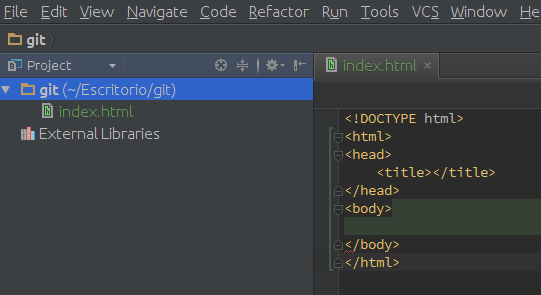 File Edit View Navigate Code Refactor Run Tools VCS Window He
git
Project
index.html
git (~/Escritorio/git)
index.html
External Libraries
<!DOCTYPE html>
<html>
<head>
<title></title>
</head>
<body>
</body>
</html>